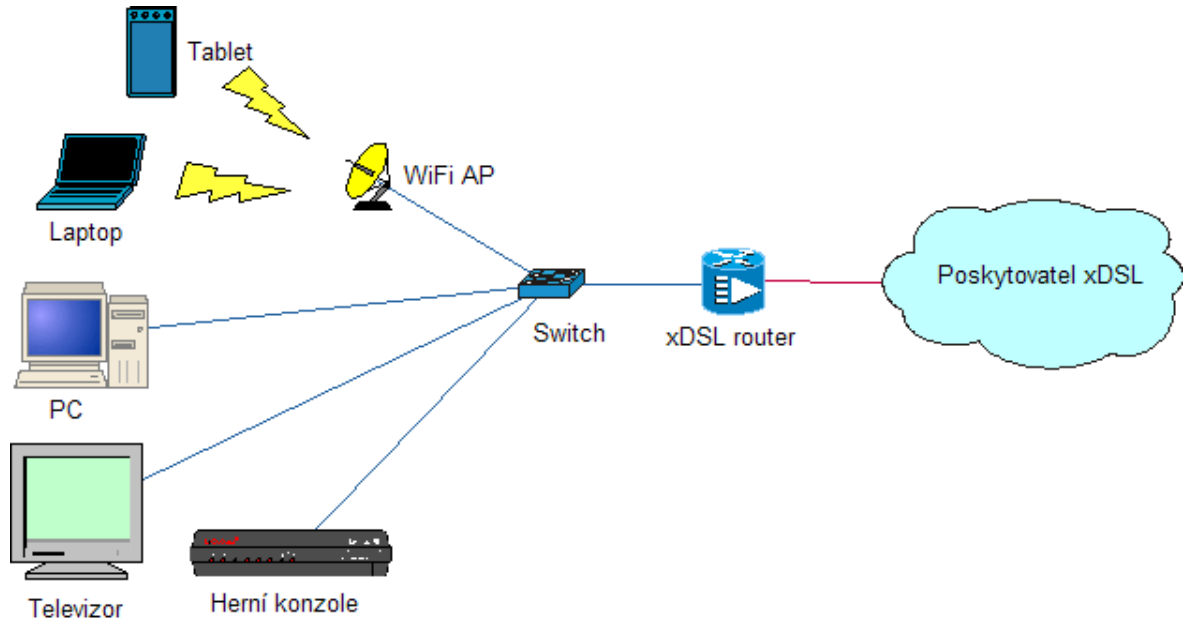 Tablet
WiFi AP
Laptop
Poskytovatel xDSL
Switch
xDSL router
PC
Televizor
Herní konzole